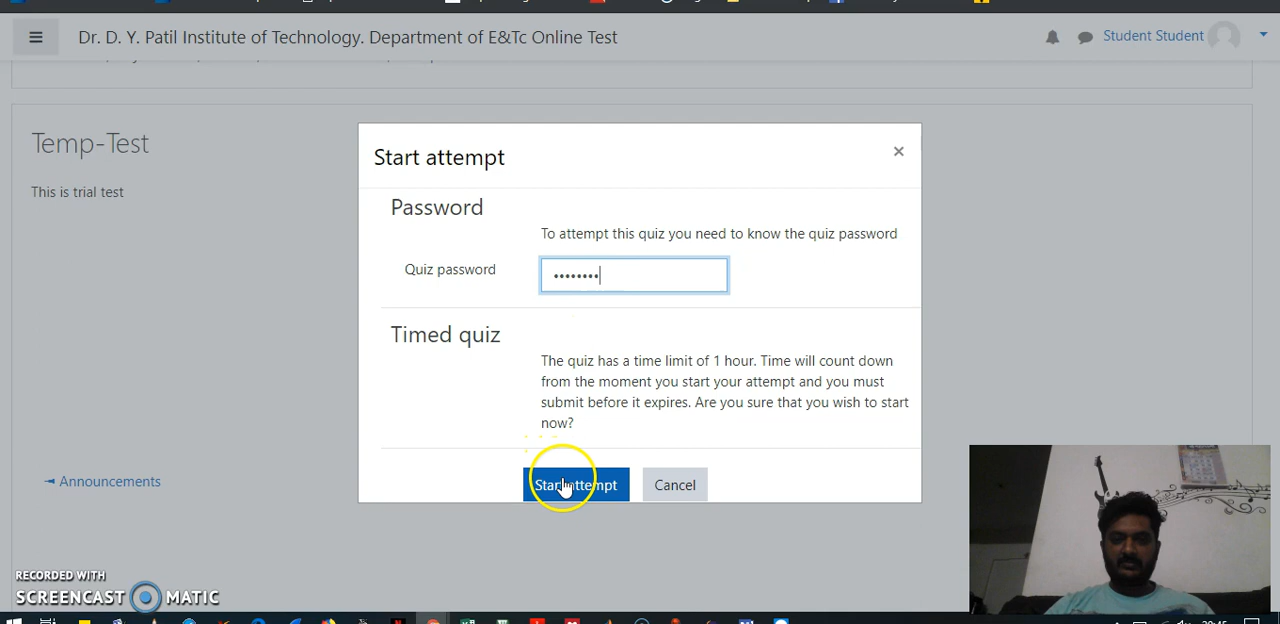 Dr. D. Y. Patil Institute of Technology. Department of E&Tc Online Test
Student Student
Temp-Test
This is trial test
Start attempt
×
Password
To attempt this quiz you need to know the quiz password
Quiz password
••••••••
Timed quiz
The quiz has a time limit of 1 hour. Time will count down
from the moment you start your attempt and you must
submit before it expires. Are you sure that you wish to start
now?
Start attempt
Cancel
◄ Announcements
RECORDED WITH
SCREENCAST MATIC